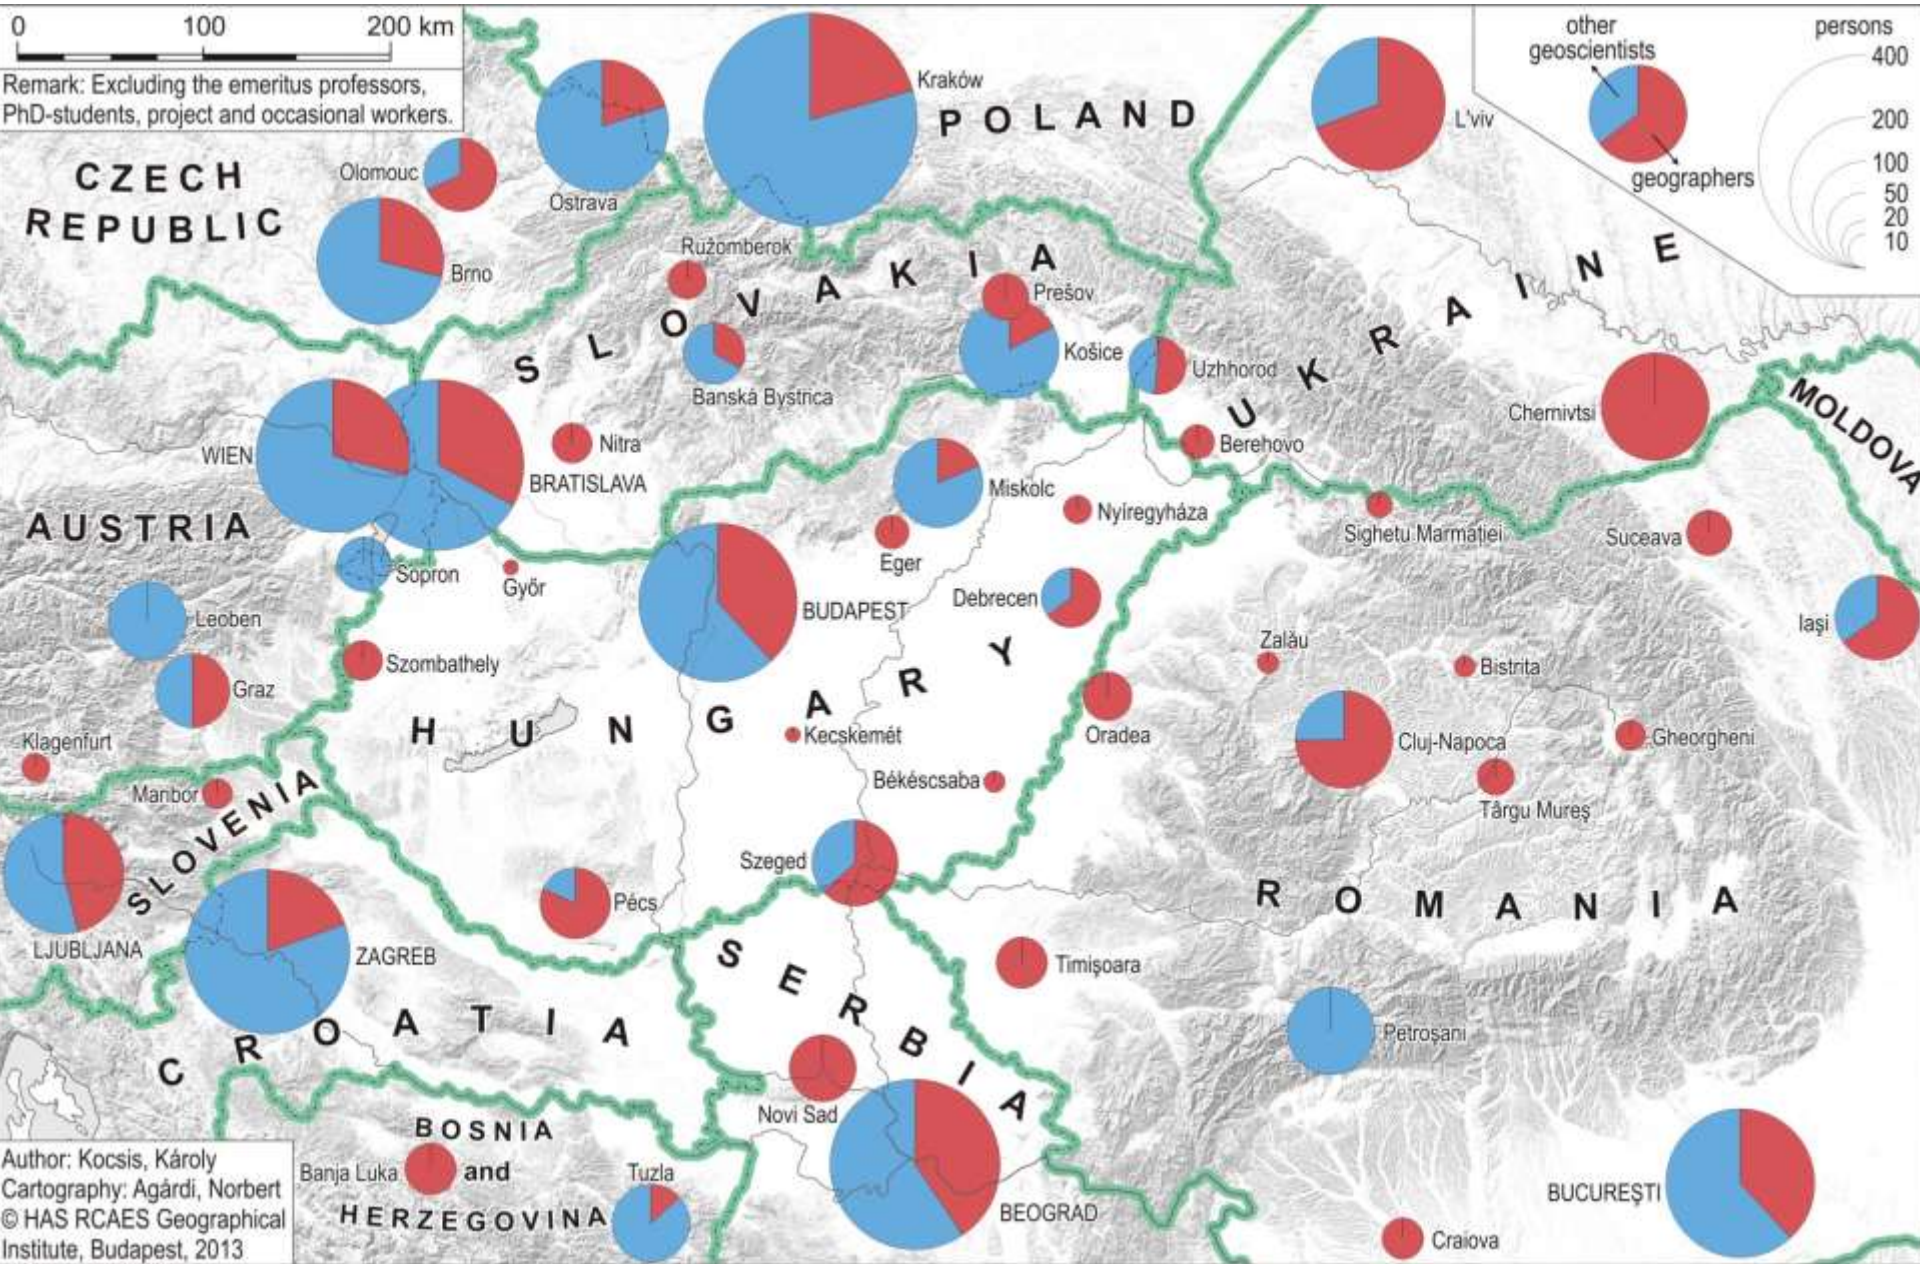 0 100 200 km
Remark: Excluding the emeritus professors,
PhD-students, project and occasional workers.
other
geoscientists
geographers
persons
400
200
100
50
20
10
CZECH
REPUBLIC
POLAND
UKRAINE
MOLDOVA
SLOVAKIA
AUSTRIA
HUNGARY
SLOVENIA
CROATIA
SERBIA
ROMANIA
BOSNIA
and
HERZEGOVINA
Kraków
L'viv
Olomouc
Ostrava
Brno
Ružomberok
Prešov
Košice
Uzhhorod
Banská Bystrica
Chernivtsi
Berehovo
Nitra
WIEN
BRATISLAVA
Miskolc
Nyíregyháza
Sighetu Marmației
Suceava
Eger
Sopron
Győr
Debrecen
BUDAPEST
Leoben
Iaşi
Zalău
Bistrita
Szombathely
Graz
Klagenfurt
Kecskemét
Oradea
Cluj-Napoca
Gheorgheni
Békéscsaba
Târgu Mureş
Maribor
Szeged
Pécs
LJUBLJANA
ZAGREB
Timişoara
Petroşani
Novi Sad
BEOGRAD
Banja Luka
Tuzla
BUCUREŞTI
Craiova
Author: Kocsis, Károly
Cartography: Agárdi, Norbert
© HAS RCAES Geographical
Institute, Budapest, 2013